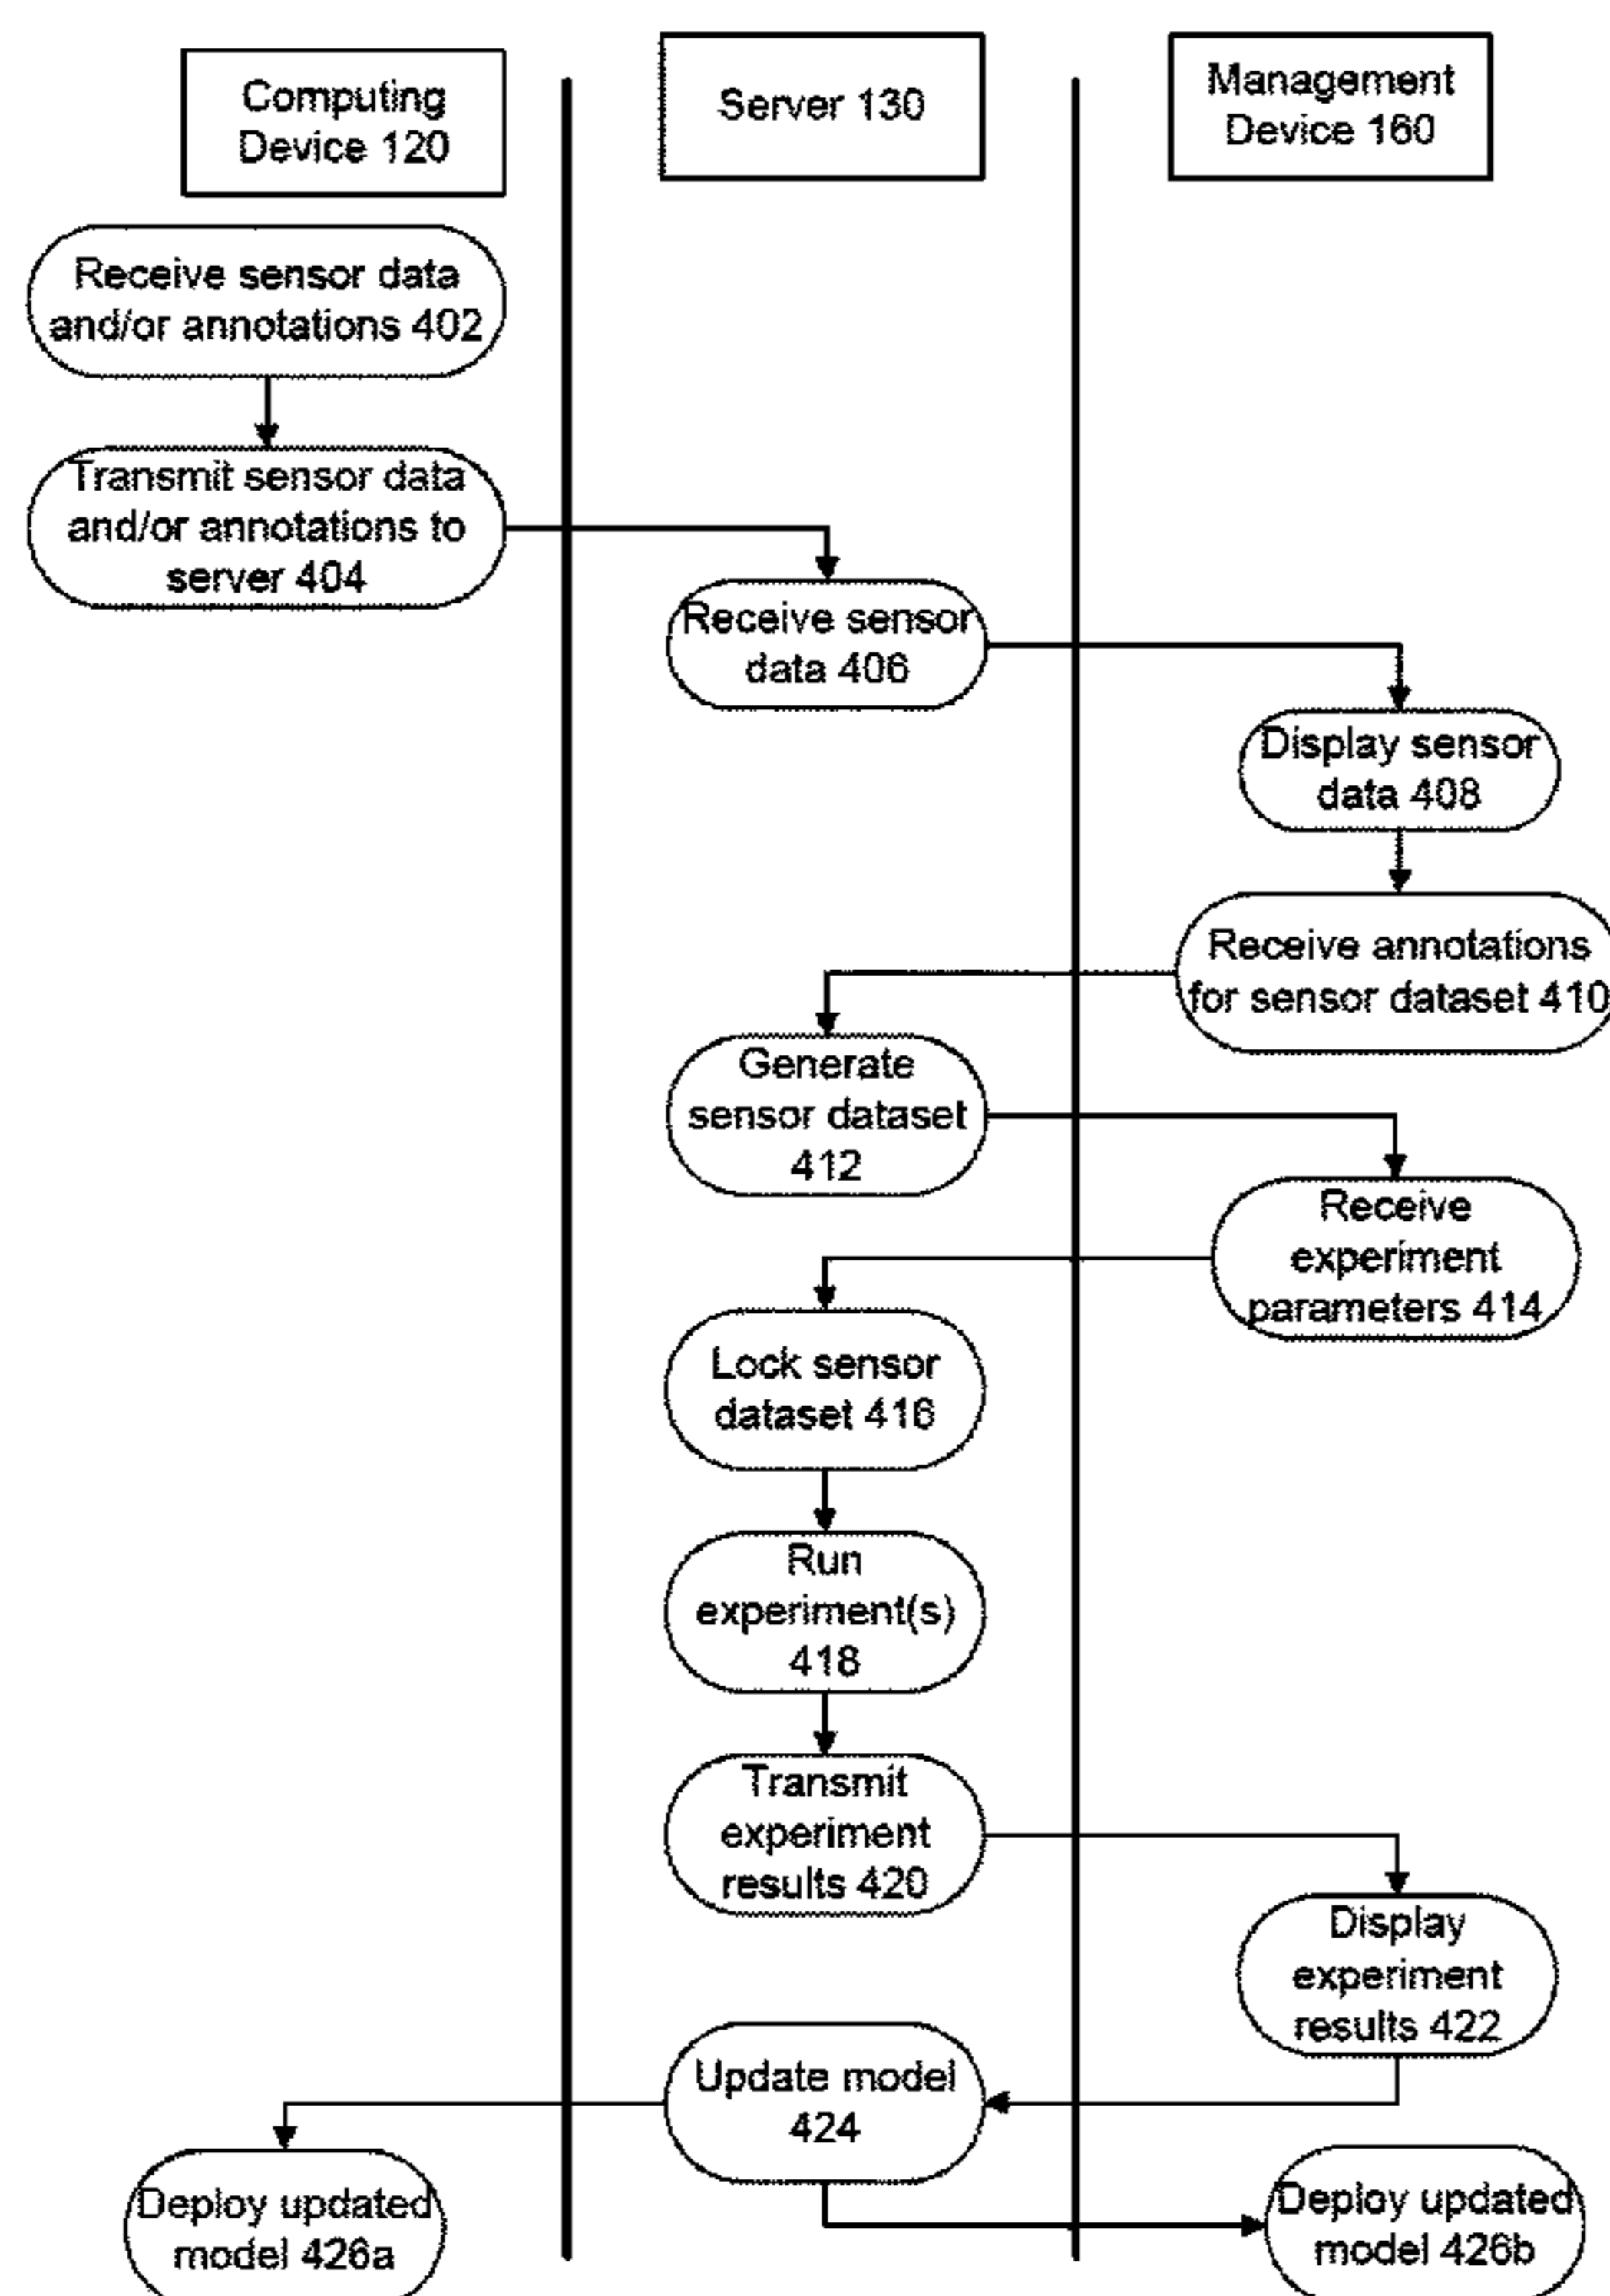 Computing
Device 120
Server 130
Management
Device 160
Receive sensor data
and/or annotations 402
Transmit sensor data
and/or annotations to
server 404
Receive sensor
data 406
Display sensor
data 408
Receive annotations
for sensor dataset 410
Generate
sensor dataset
412
Receive
experiment
parameters 414
Lock sensor
dataset 416
Run
experiment(s)
418
Transmit
experiment
results 420
Display
experiment
results 422
Update model
424
Deploy updated
model 426a
Deploy updated
model 426b